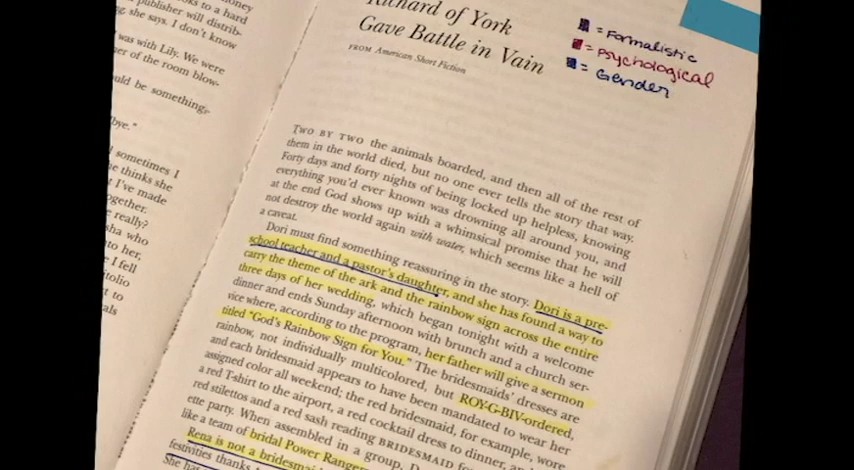 publisher will distrib-
she says. I don't know
was with Lily. We were
of the room blow-
be something,
sometimes I
thinks she
I've made
really?
who
her,
I fell
to
Richard of York
Gave Battle in Vain
FROM American Short Fiction
= Formalistic
= Psychological
= Gender
TWO BY TWO the animals boarded, and then all of the rest of
them in the world died, but no one ever tells the story that way.
Forty days and forty nights of being locked up helpless, knowing
everything you'd ever known was drowning all around you, and
at the end God shows up with a whimsical promise that he will
not destroy the world again with water, which seems like a hell of
a caveat.
Dori must find something reassuring in the story. Dori is a pre-
school teacher and a pastor's daughter, and she has found a way to
carry the theme of the ark and the rainbow sign across the entire
three days of her wedding, which began tonight with a welcome
dinner and ends Sunday afternoon with brunch and a church ser-
vice where, according to the program, her father will give a sermon
titled "God's Rainbow Sign for You." The bridesmaids' dresses are
rainbow, not individually multicolored, but ROY-G-BIV-ordered,
and each bridesmaid appears to have been mandated to wear her
assigned color all weekend; the red bridesmaid, for example, wore
a red T-shirt to the airport, a red cocktail dress to dinner, and
red stilettos and a red sash reading BRIDESMAID for
ette party. When assembled in a group, D
like a team of bridal Power Ranger
Rena is not a bridesmaid
festivities thanks
She has